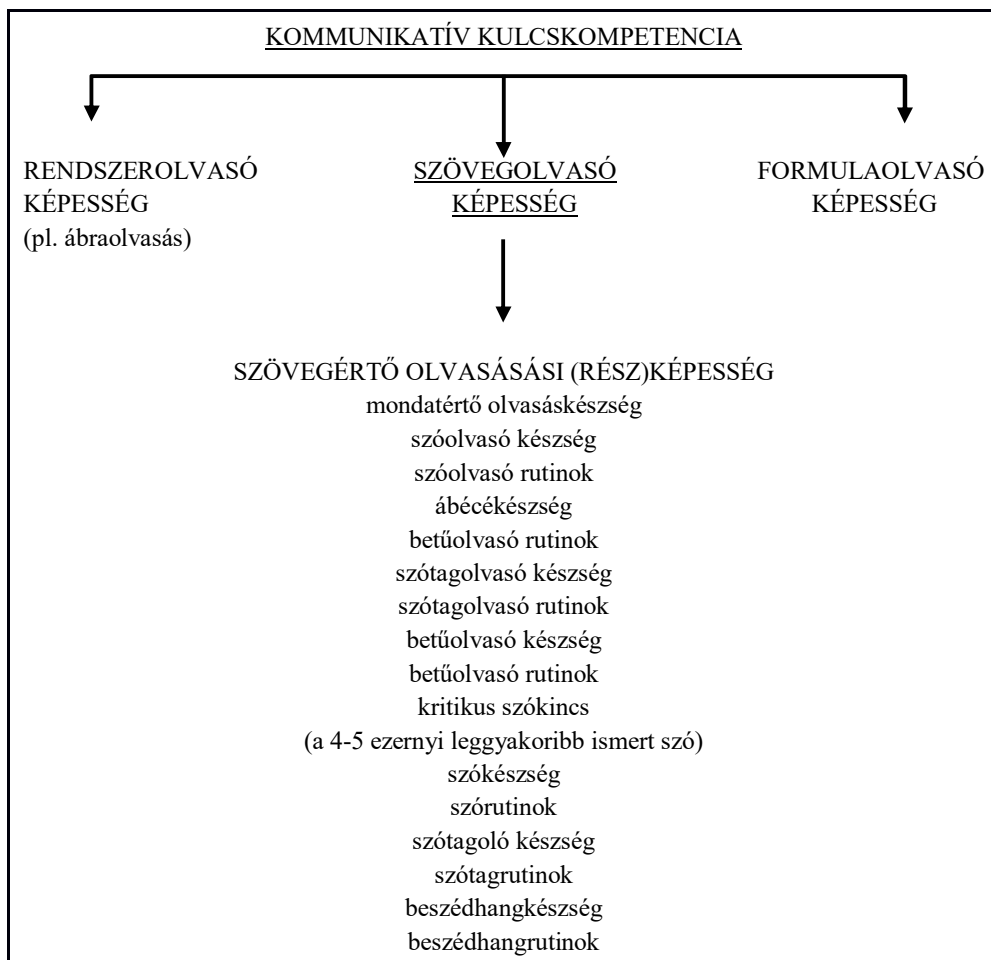 KOMMUNIKATÍV KULCSKOMPETENCIA
RENDSZEROLVASÓ
KÉPESSÉG
(pl. ábraolvasás)
SZÖVEGOLVASÓ
KÉPESSÉG
FORMULAOLVASÓ
KÉPESSÉG
SZÖVEGÉRTŐ OLVASÁSÁSI (RÉSZ)KÉPESSÉG
mondatértő olvasáskészség
szóolvasó készség
szóolvasó rutinok
ábécékészség
betűolvasó rutinok
szótagolvasó készség
szótagolvasó rutinok
betűolvasó készség
betűolvasó rutinok
kritikus szókincs
(a 4-5 ezernyi leggyakoribb ismert szó)
szókészség
szórutinok
szótagoló készség
szótagrutinok
beszédhangkészség
beszédhangrutinok